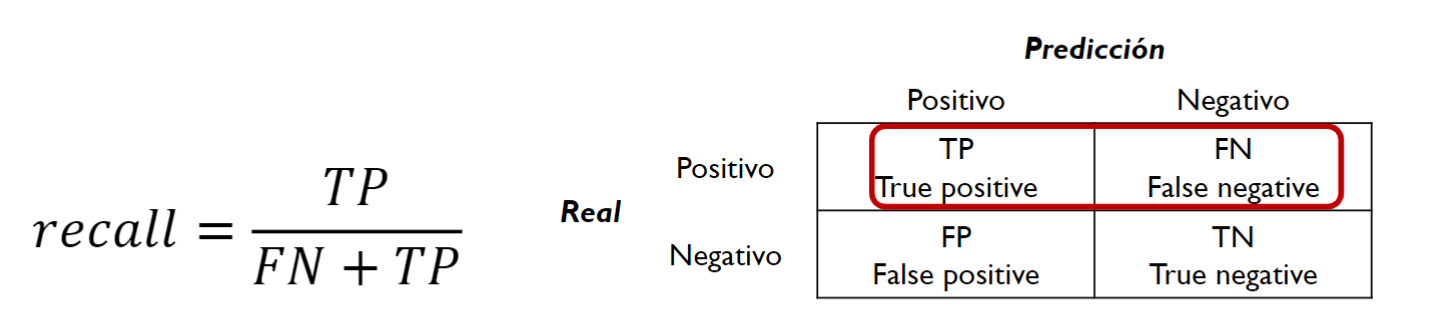 recall = TP / (FN + TP)
Predicción
Positivo Negativo
Real
Positivo
TP
True positive
FN
False negative
Negativo
FP
False positive
TN
True negative